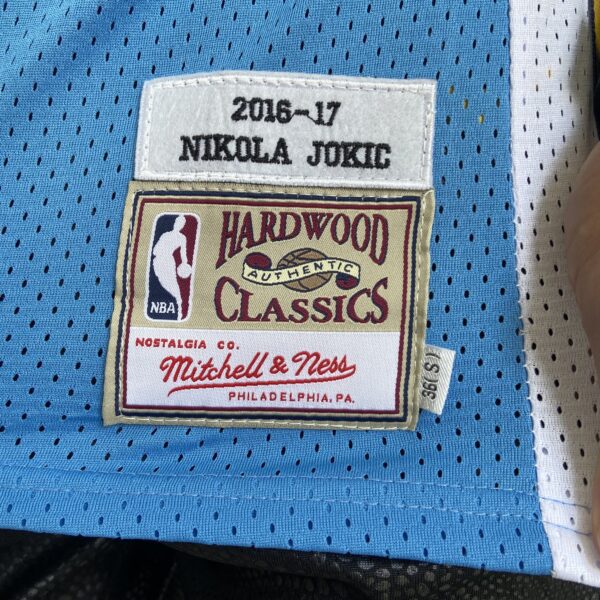 2016-17
NIKOLA JOKIC
HARDWOOD
AUTHENTIC
CLASSICS
NBA
NOSTALGIA CO.
Mitchell & Ness
PHILADELPHIA, PA.
36(S)